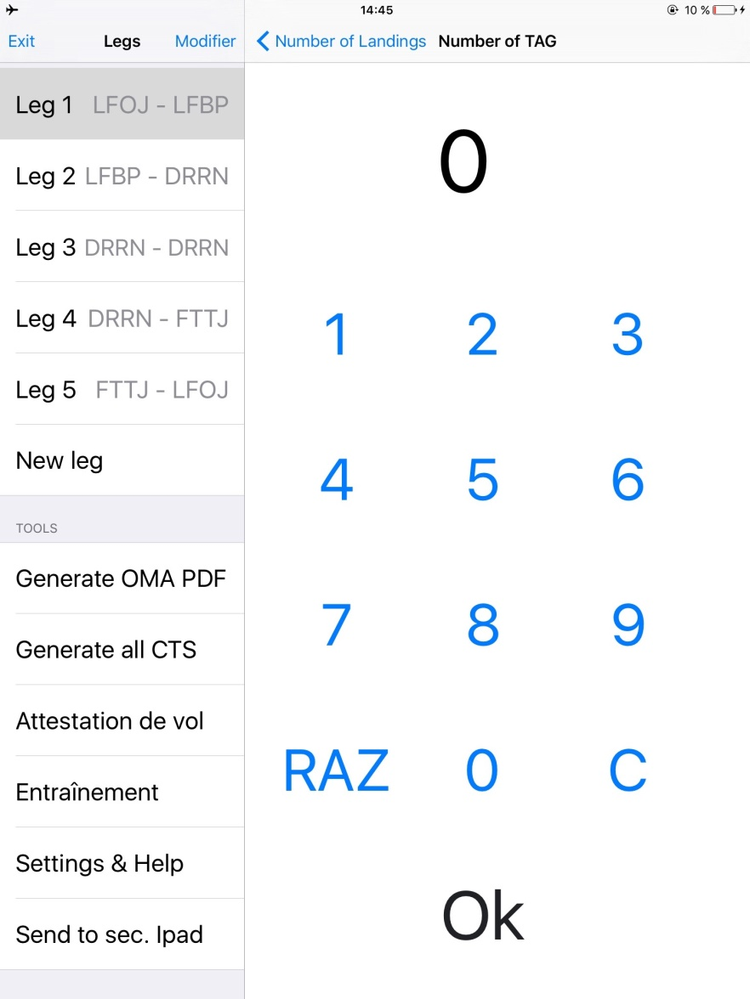 14:45
10 %
Exit Legs Modifier
Number of Landings Number of TAG
Leg 1 LFOJ - LFBP
Leg 2 LFBP - DRRN
Leg 3 DRRN - DRRN
Leg 4 DRRN - FTTJ
Leg 5 FTTJ - LFOJ
New leg
TOOLS
Generate OMA PDF
Generate all CTS
Attestation de vol
Entraînement
Settings & Help
Send to sec. Ipad
0
1 2 3
4 5 6
7 8 9
RAZ 0 C
Ok